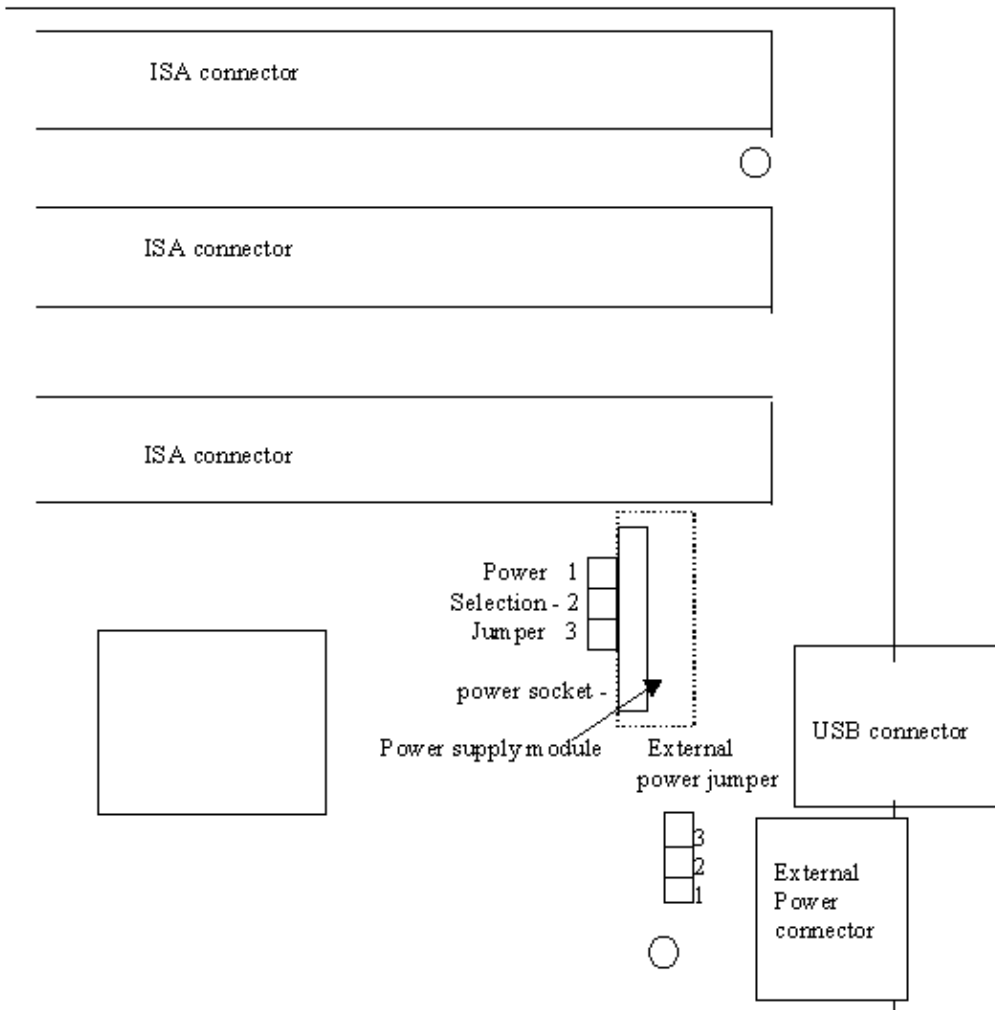 ISA connector
ISA connector
ISA connector
Power 1
Selection - 2
Jumper 3
power socket -
Power supply module
External
power jumper
USB connector
3
2
1
External
Power
connector